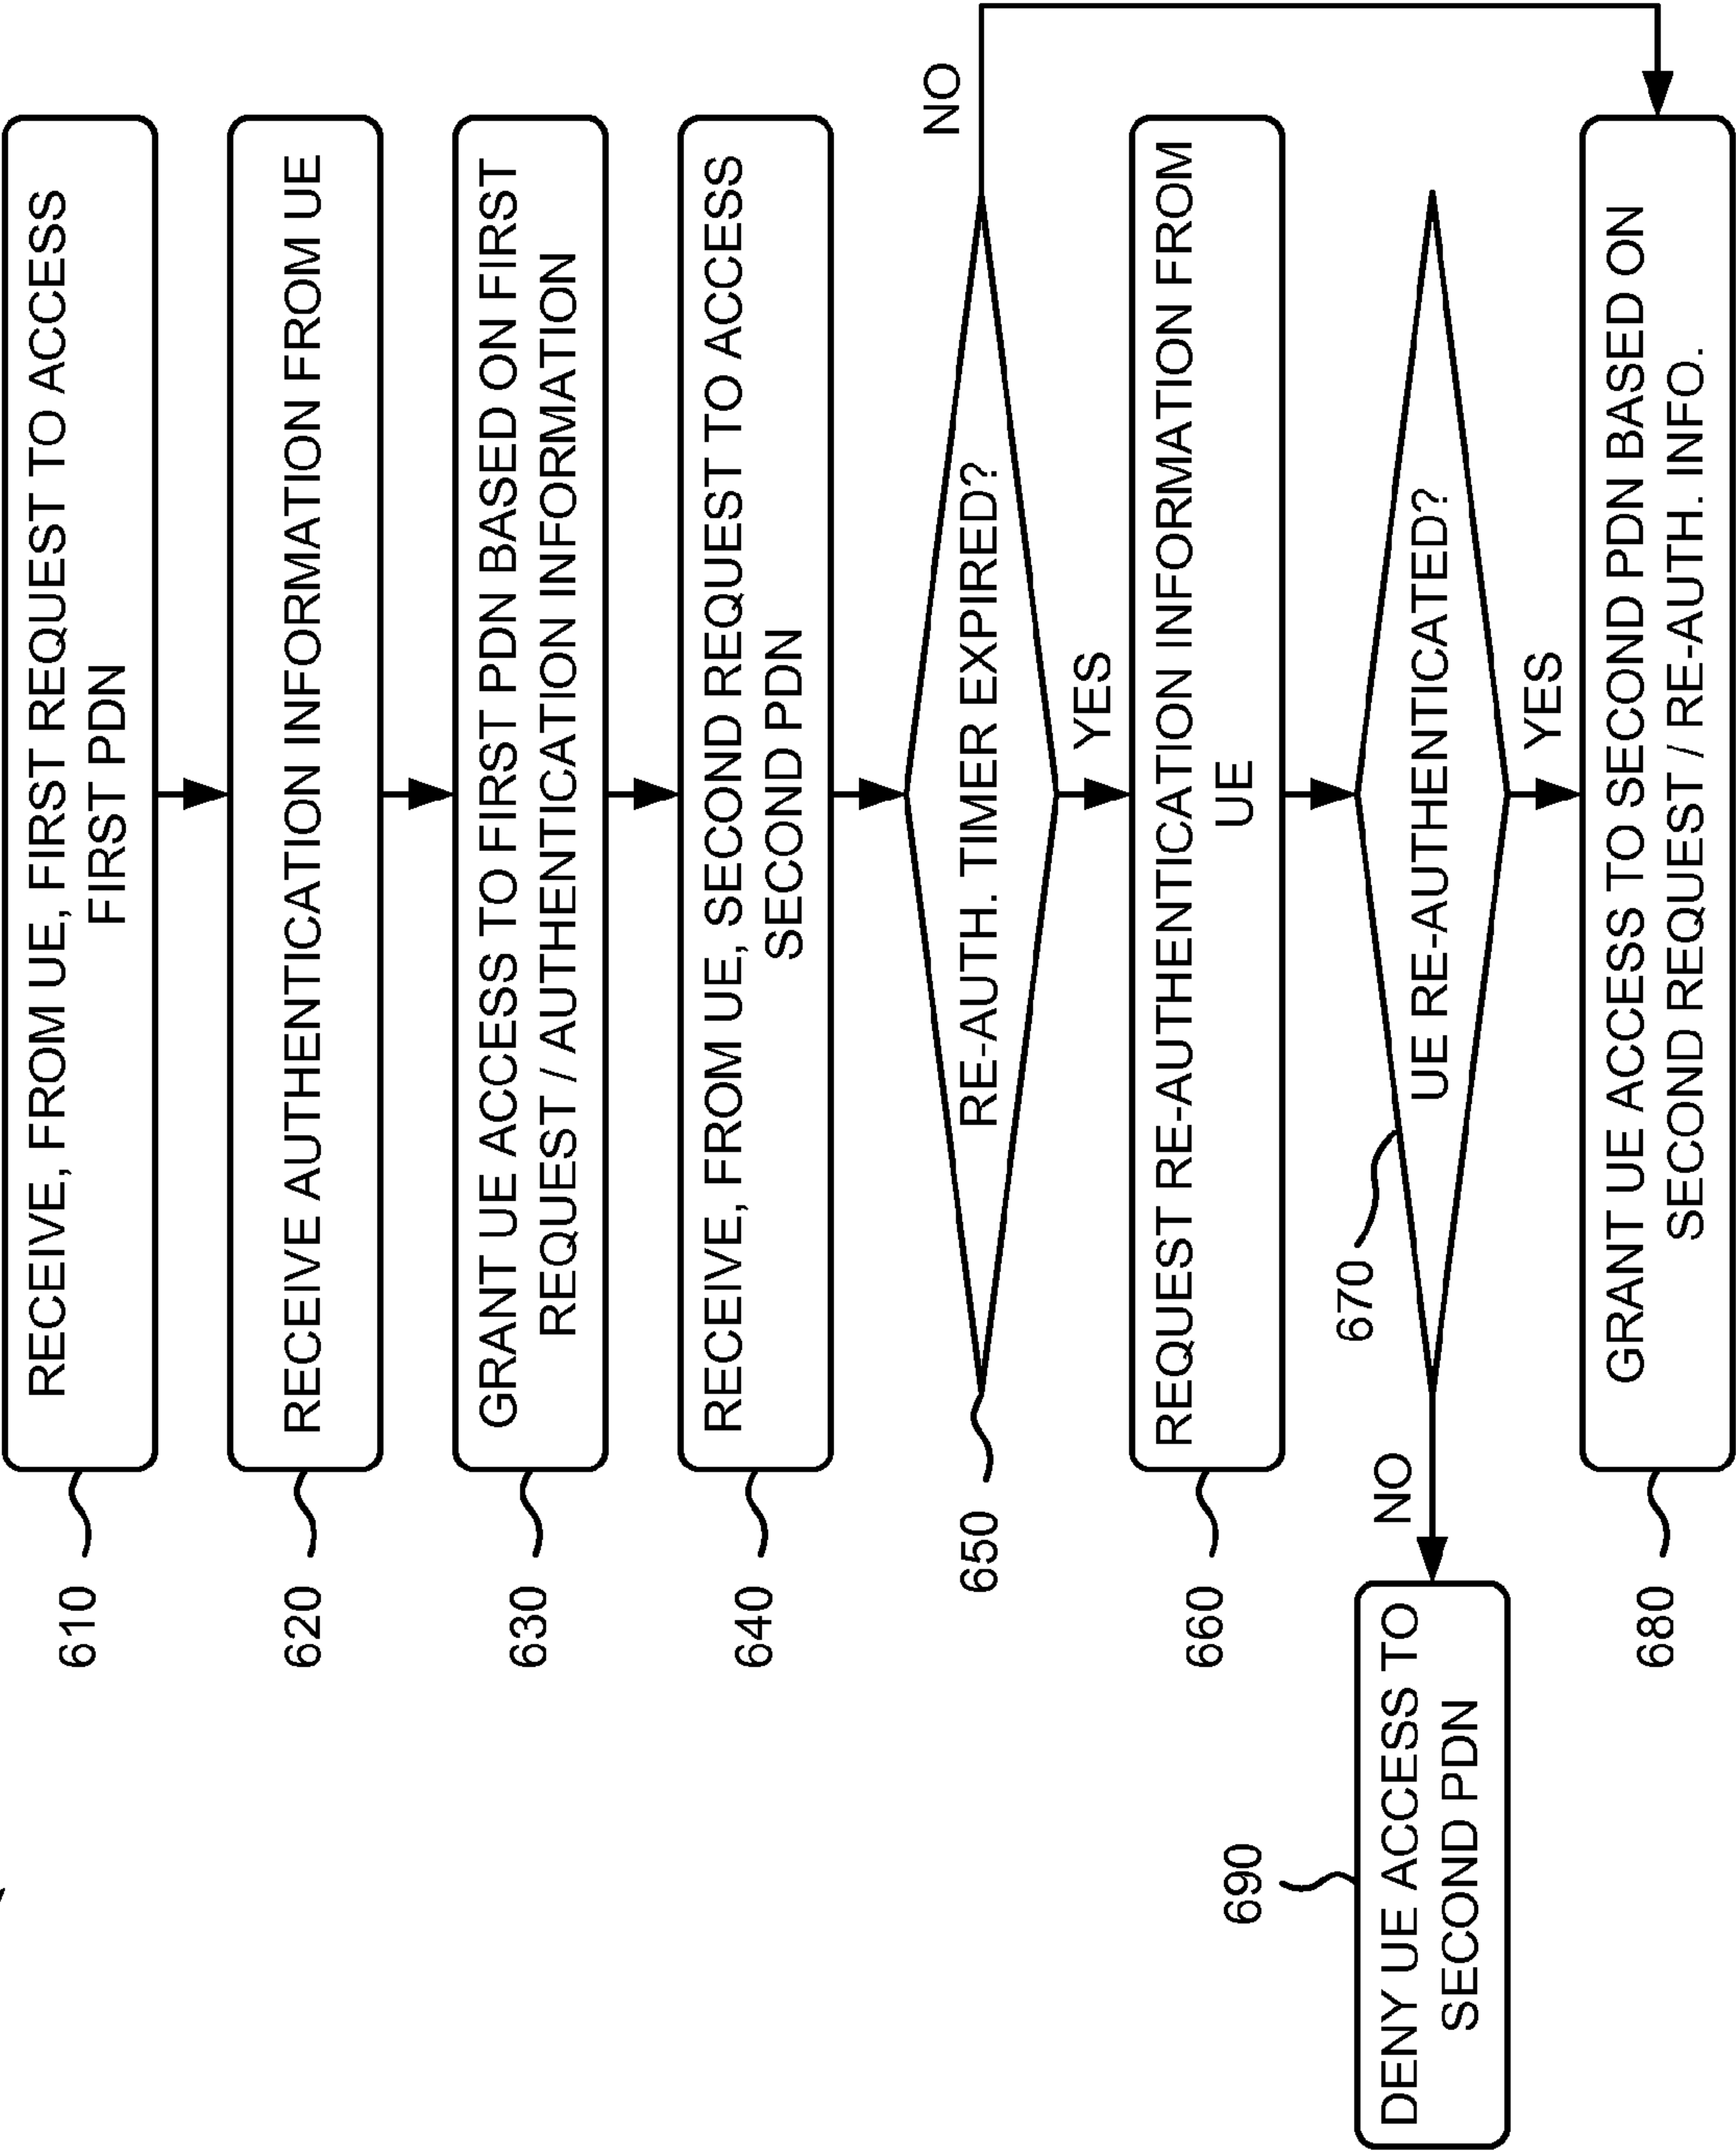 610
RECEIVE, FROM UE, FIRST REQUEST TO ACCESS
FIRST PDN
620
RECEIVE AUTHENTICATION INFORMATION FROM UE
630
GRANT UE ACCESS TO FIRST PDN BASED ON FIRST
REQUEST / AUTHENTICATION INFORMATION
640
RECEIVE, FROM UE, SECOND REQUEST TO ACCESS
SECOND PDN
650
RE-AUTH. TIMER EXPIRED?
NO
YES
660
REQUEST RE-AUTHENTICATION INFORMATION FROM
UE
670
UE RE-AUTHENTICATED?
NO
YES
690
DENY UE ACCESS TO
SECOND PDN
680
GRANT UE ACCESS TO SECOND PDN BASED ON
SECOND REQUEST / RE-AUTH. INFO.